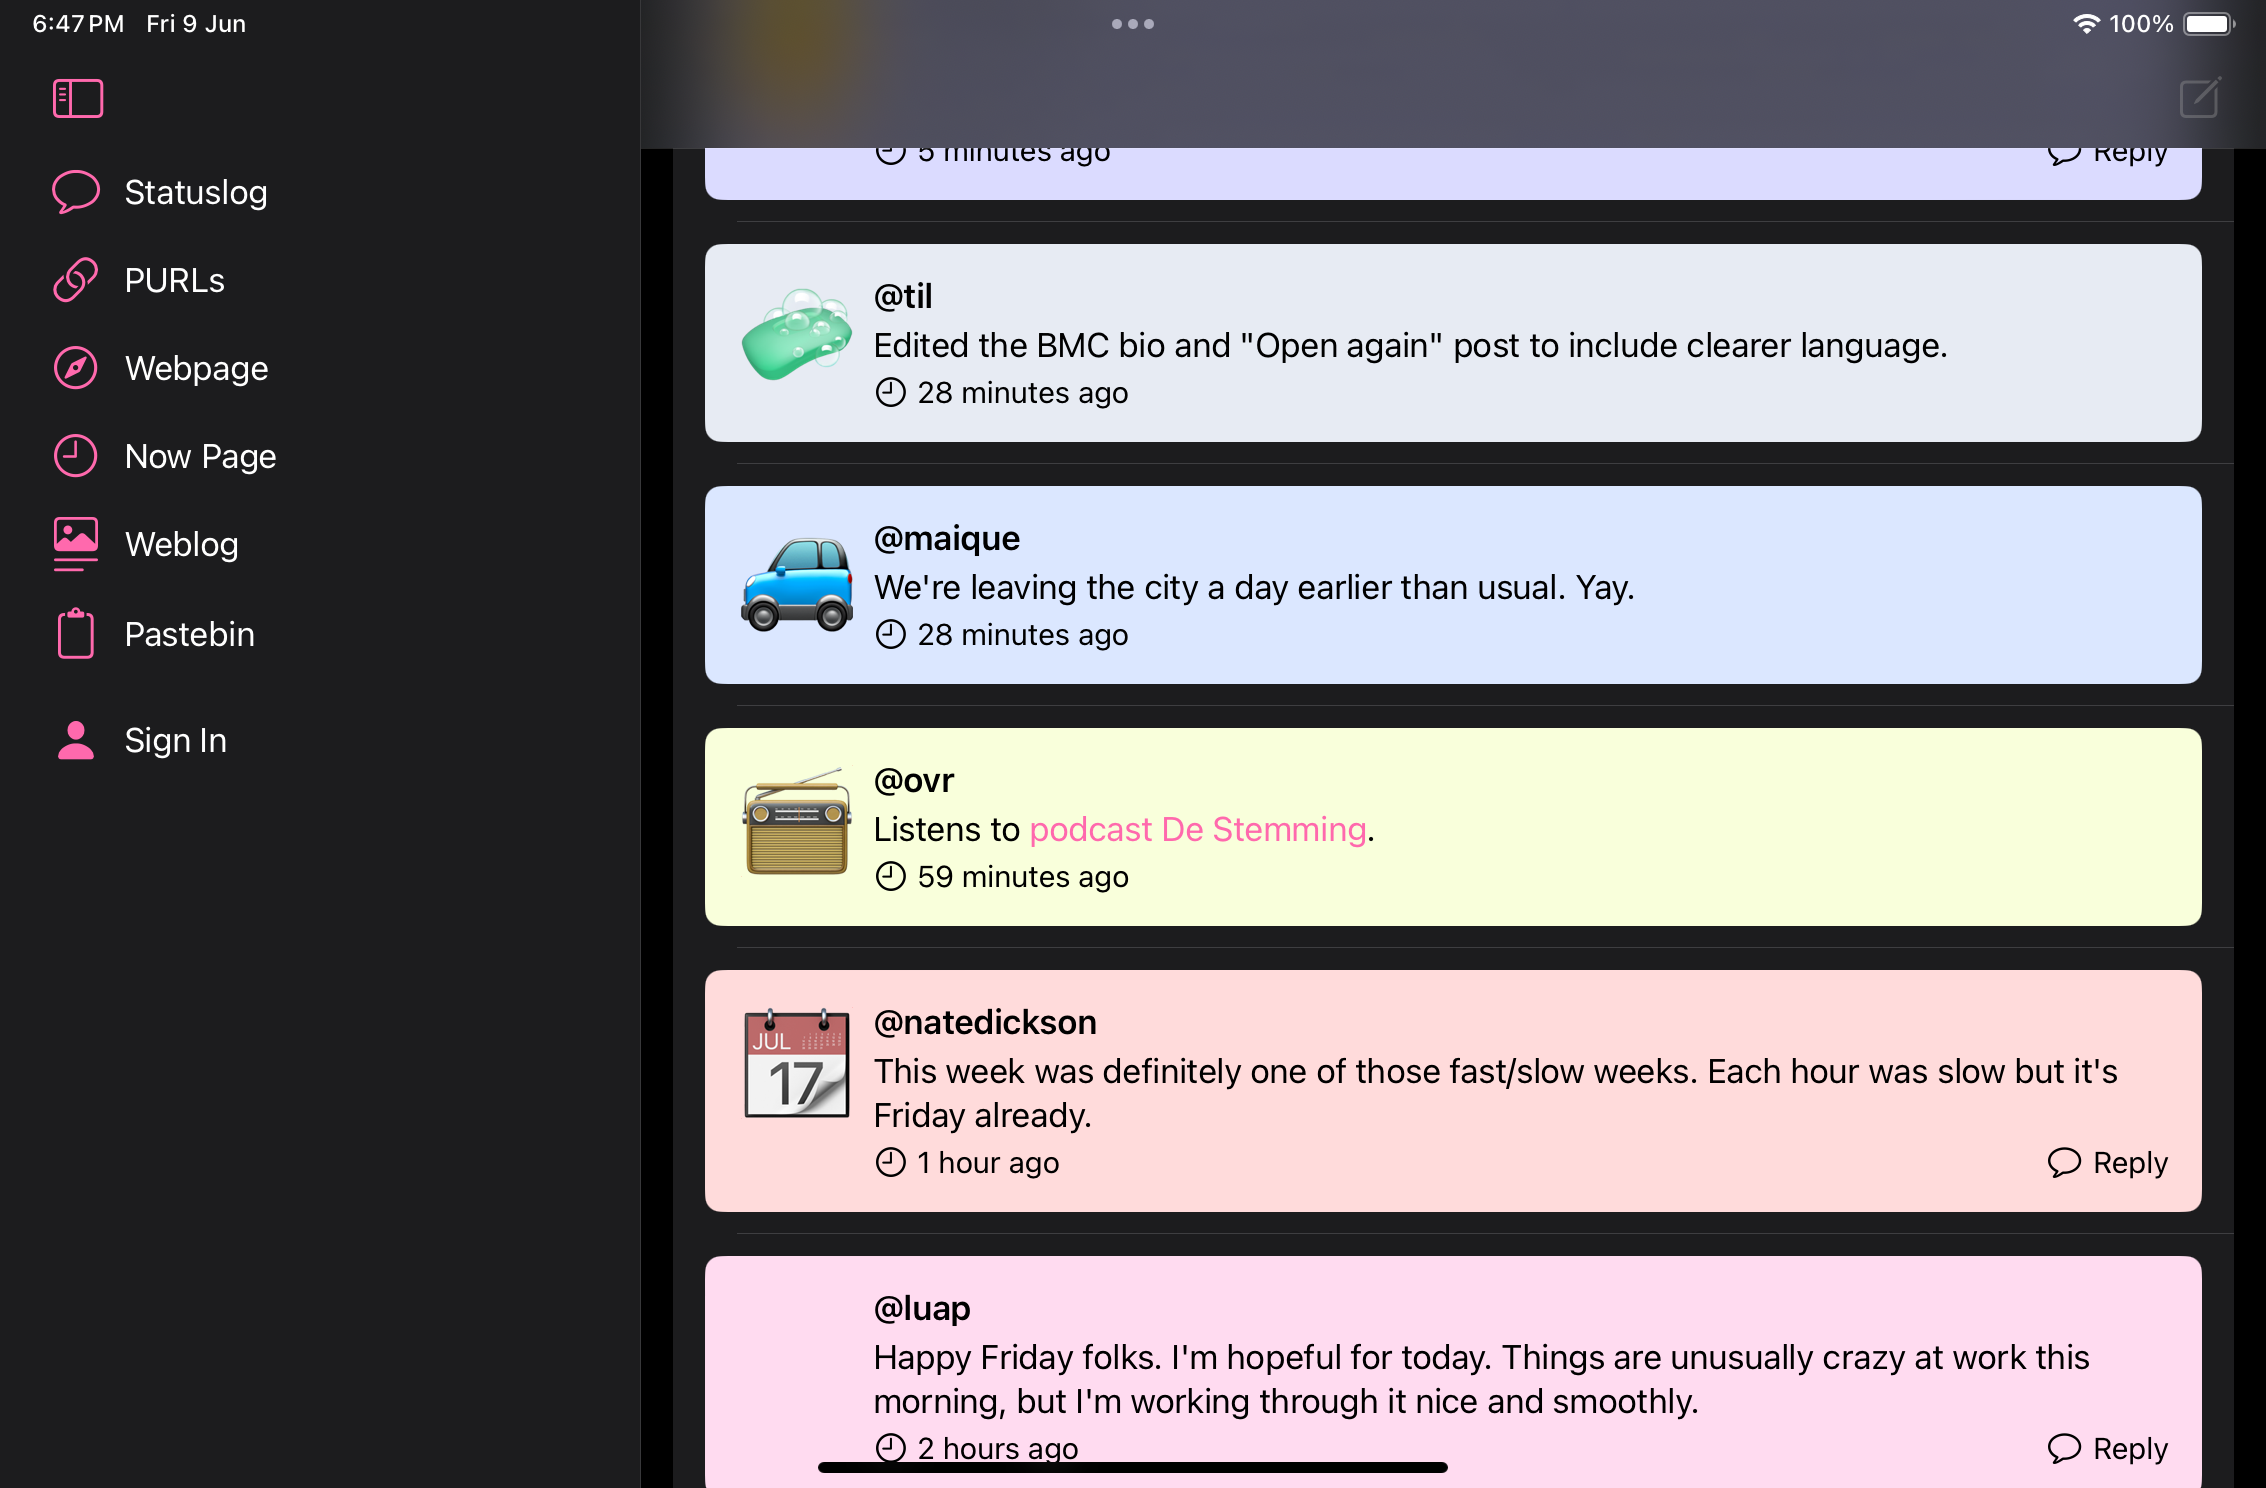 6:47 PM Fri 9 Jun
100%
Statuslog
PURLs
Webpage
Now Page
Weblog
Pastebin
Sign In
5 minutes ago
Reply
@til
Edited the BMC bio and "Open again" post to include clearer language.
28 minutes ago
@maique
We're leaving the city a day earlier than usual. Yay.
28 minutes ago
@ovr
Listens to podcast De Stemming.
59 minutes ago
JUL
17
@natedickson
This week was definitely one of those fast/slow weeks. Each hour was slow but it's
Friday already.
1 hour ago
Reply
@luap
Happy Friday folks. I'm hopeful for today. Things are unusually crazy at work this
morning, but I'm working through it nice and smoothly.
2 hours ago
Reply